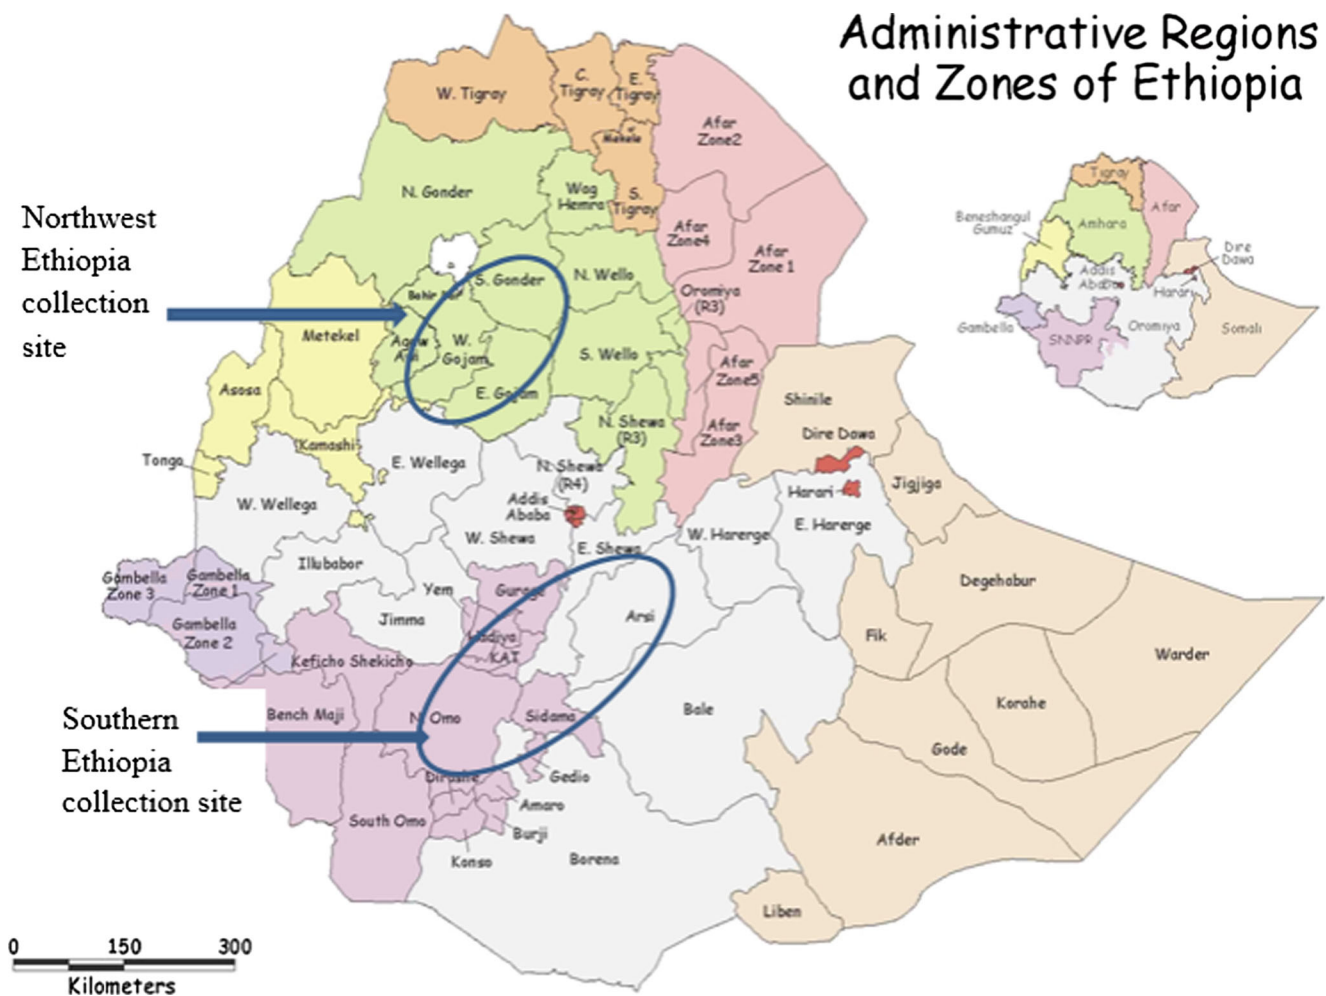 Administrative Regions
and Zones of Ethiopia
W. Tigray
C.
Tigray
E.
Tigray
Mekele
S.
Tigray
Afar
Zone2
N. Gonder
Wag
Hemra
Afar
Zone4
Afar
Zone 1
Northwest
Ethiopia
collection
site
S. Gonder
N. Wello
Oromiya
(R3)
Metekel
W.
Gojam
S. Wello
Afar
Zone5
Asosa
E. Gojam
N. Shewa
(R3)
Afar
Zone3
Shinile
Dire Dawa
Tongo
Kamashi
E. Wellega
N. Shewa
(R4)
Harari
Jigjiga
W. Wellega
Addis
Ababa
W. Shewa
E. Shewa
W. Harerge
E. Harerge
Gambella
Zone 3
Gambella
Zone 1
Illubabor
Yem
Gurage
Degehabur
Gambella
Zone 2
Jimma
Arsi
Hadiya
KAT
Fik
Warder
Keficho Shekicho
Southern
Ethiopia
collection site
Bench Maji
N. Omo
Sidama
Bale
Korahe
Gode
Dirashe
Gedio
Amaro
Burji
South Omo
Konso
Borena
Afder
Liben
0 150 300
Kilometers
Tigray
Afar
Beneshangul
Gumuz
Amhara
Dire
Dawa
Addis
Ababa
Harari
Gambella
SNNPR
Oromiya
Somali